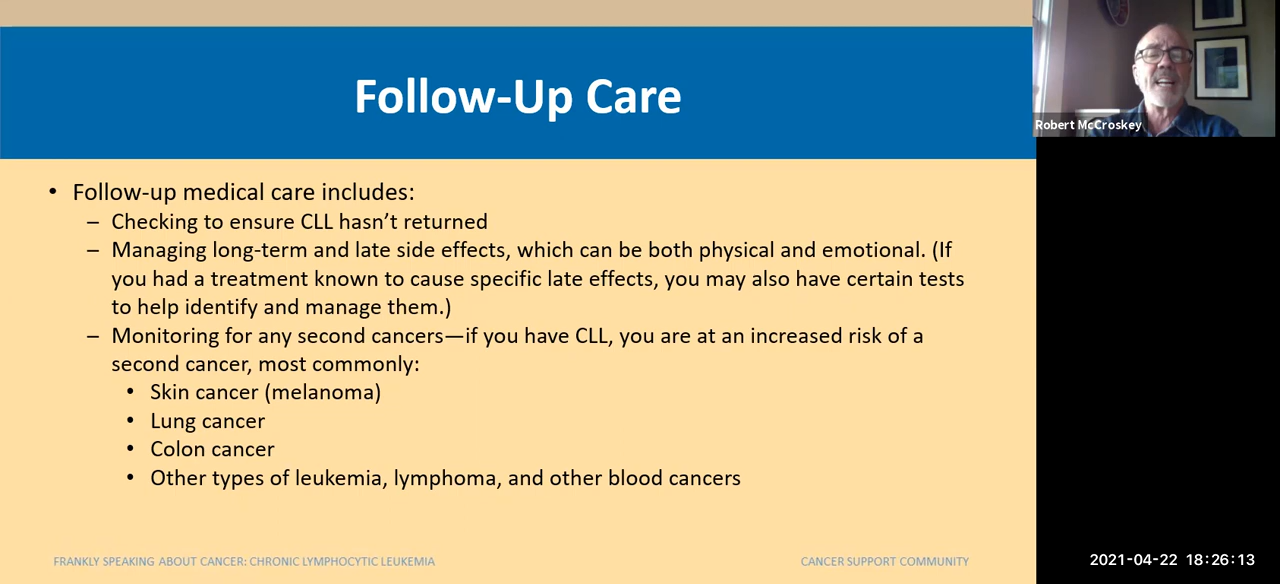 Follow-Up Care
Robert McCroskey
• Follow-up medical care includes:
– Checking to ensure CLL hasn’t returned
– Managing long-term and late side effects, which can be both physical and emotional. (If
you had a treatment known to cause specific late effects, you may also have certain tests
to help identify and manage them.)
– Monitoring for any second cancers—if you have CLL, you are at an increased risk of a
second cancer, most commonly:
• Skin cancer (melanoma)
• Lung cancer
• Colon cancer
• Other types of leukemia, lymphoma, and other blood cancers
FRANKLY SPEAKING ABOUT CANCER: CHRONIC LYMPHOCYTIC LEUKEMIA
CANCER SUPPORT COMMUNITY
2021-04-22 18:26:13